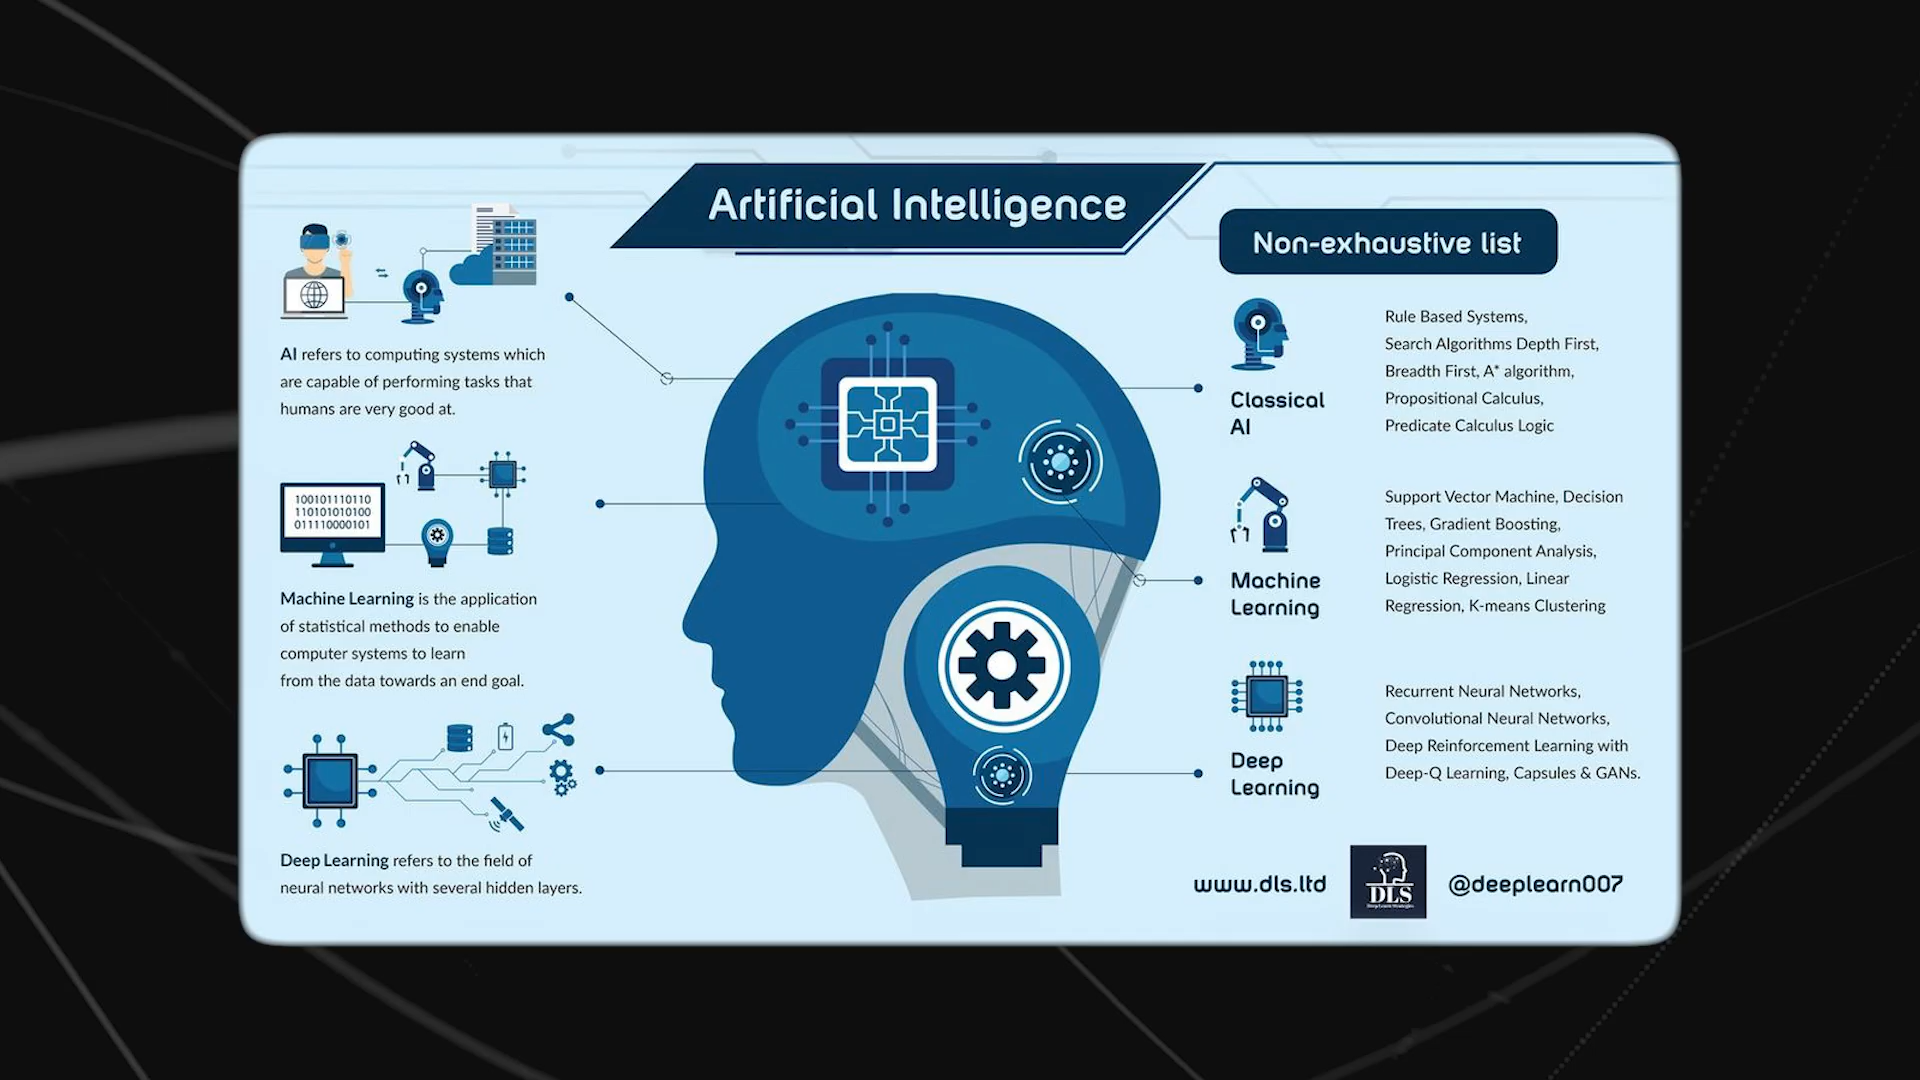 Artificial Intelligence
AI refers to computing systems which
are capable of performing tasks that
humans are very good at.
100101110110
110101010100
011110000101
Machine Learning is the application
of statistical methods to enable
computer systems to learn
from the data towards an end goal.
Deep Learning refers to the field of
neural networks with several hidden layers.
Non-exhaustive list
Classical
AI
Rule Based Systems,
Search Algorithms Depth First,
Breadth First, A* algorithm,
Propositional Calculus,
Predicate Calculus Logic
Machine
Learning
Support Vector Machine, Decision
Trees, Gradient Boosting,
Principal Component Analysis,
Logistic Regression, Linear
Regression, K-means Clustering
Deep
Learning
Recurrent Neural Networks,
Convolutional Neural Networks,
Deep Reinforcement Learning with
Deep-Q Learning, Capsules & GANs.
www.dls.ltd
DLS
@deeplearn007